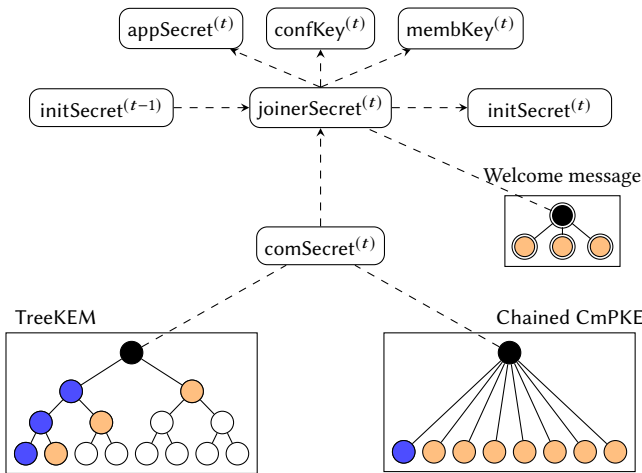 appSecret⁽ᵗ⁾ confKey⁽ᵗ⁾ membKey⁽ᵗ⁾
initSecret⁽ᵗ⁻¹⁾ joinerSecret⁽ᵗ⁾ initSecret⁽ᵗ⁾
Welcome message
comSecret⁽ᵗ⁾
TreeKEM Chained CmPKE